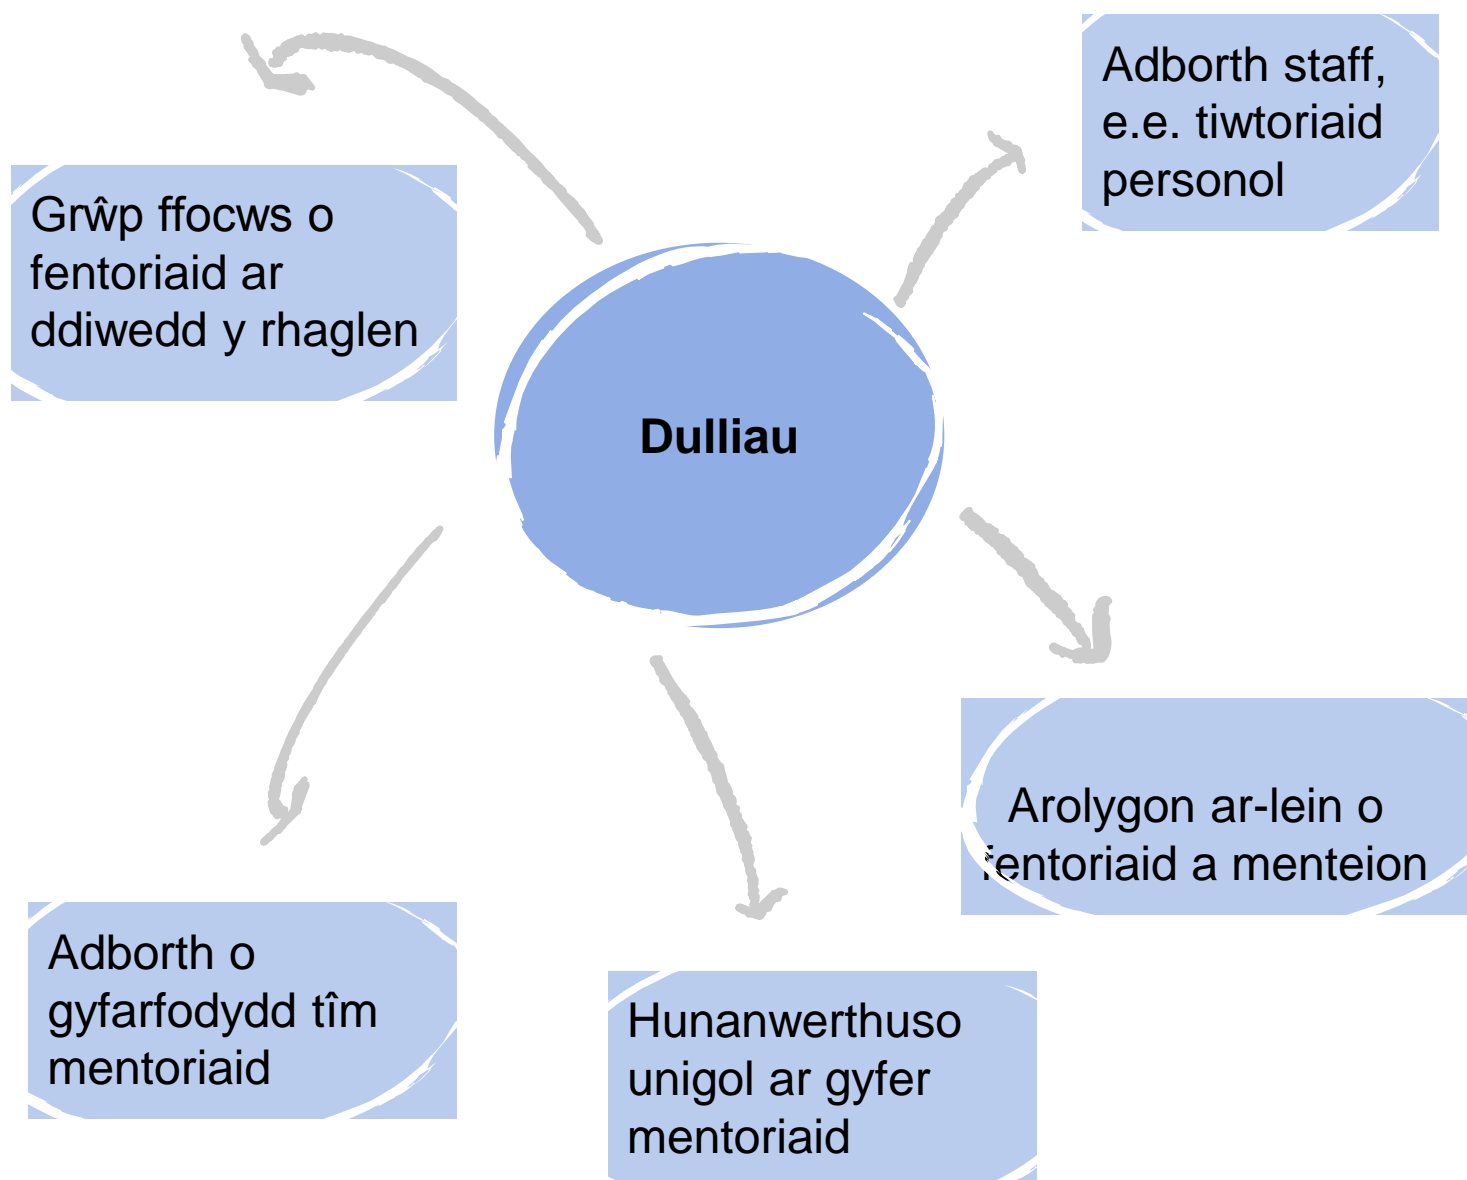 Adborth staff,
e.e. tiwtoriaid
personol
Grŵp ffocws o
fentoriaid ar
ddiwedd y rhaglen
Dulliau
Arolygon ar-lein o
fentoriaid a menteion
Adborth o
gyfarfodydd tîm
mentoriaid
Hunanwerthuso
unigol ar gyfer
mentoriaid